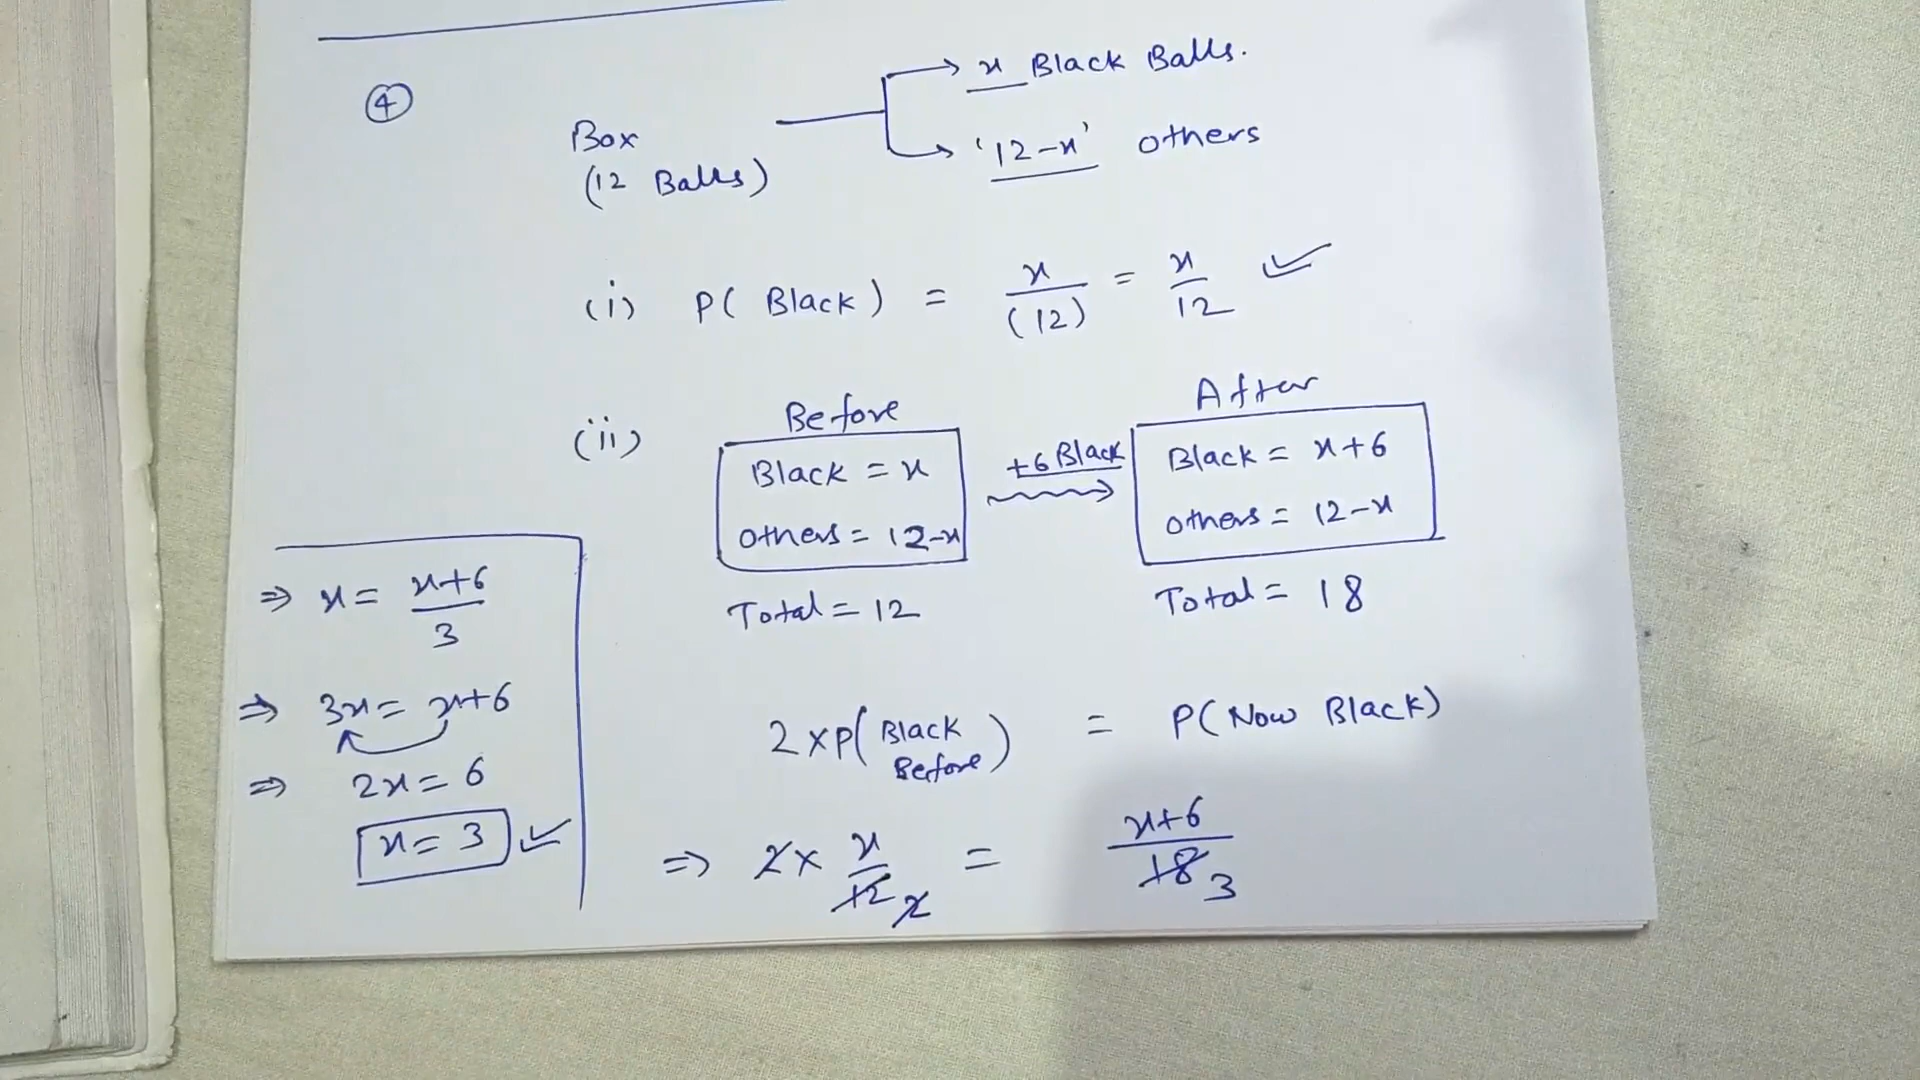 ④
Box
(12 Balls)
x Black Balls.
'12-x' others
(i) P( Black ) = x/(12) = x/12 ✓
(ii)
Before
Black = x
others = 12-x
Total = 12
+6 Black
After
Black = x+6
others = 12-x
Total = 18
2 x P( Black Before ) = P( Now Black )
⇒ 2 x x/12 2 = x+6/18 3
⇒ x = x+6/3
⇒ 3x = x+6
⇒ 2x = 6
x = 3 ✓